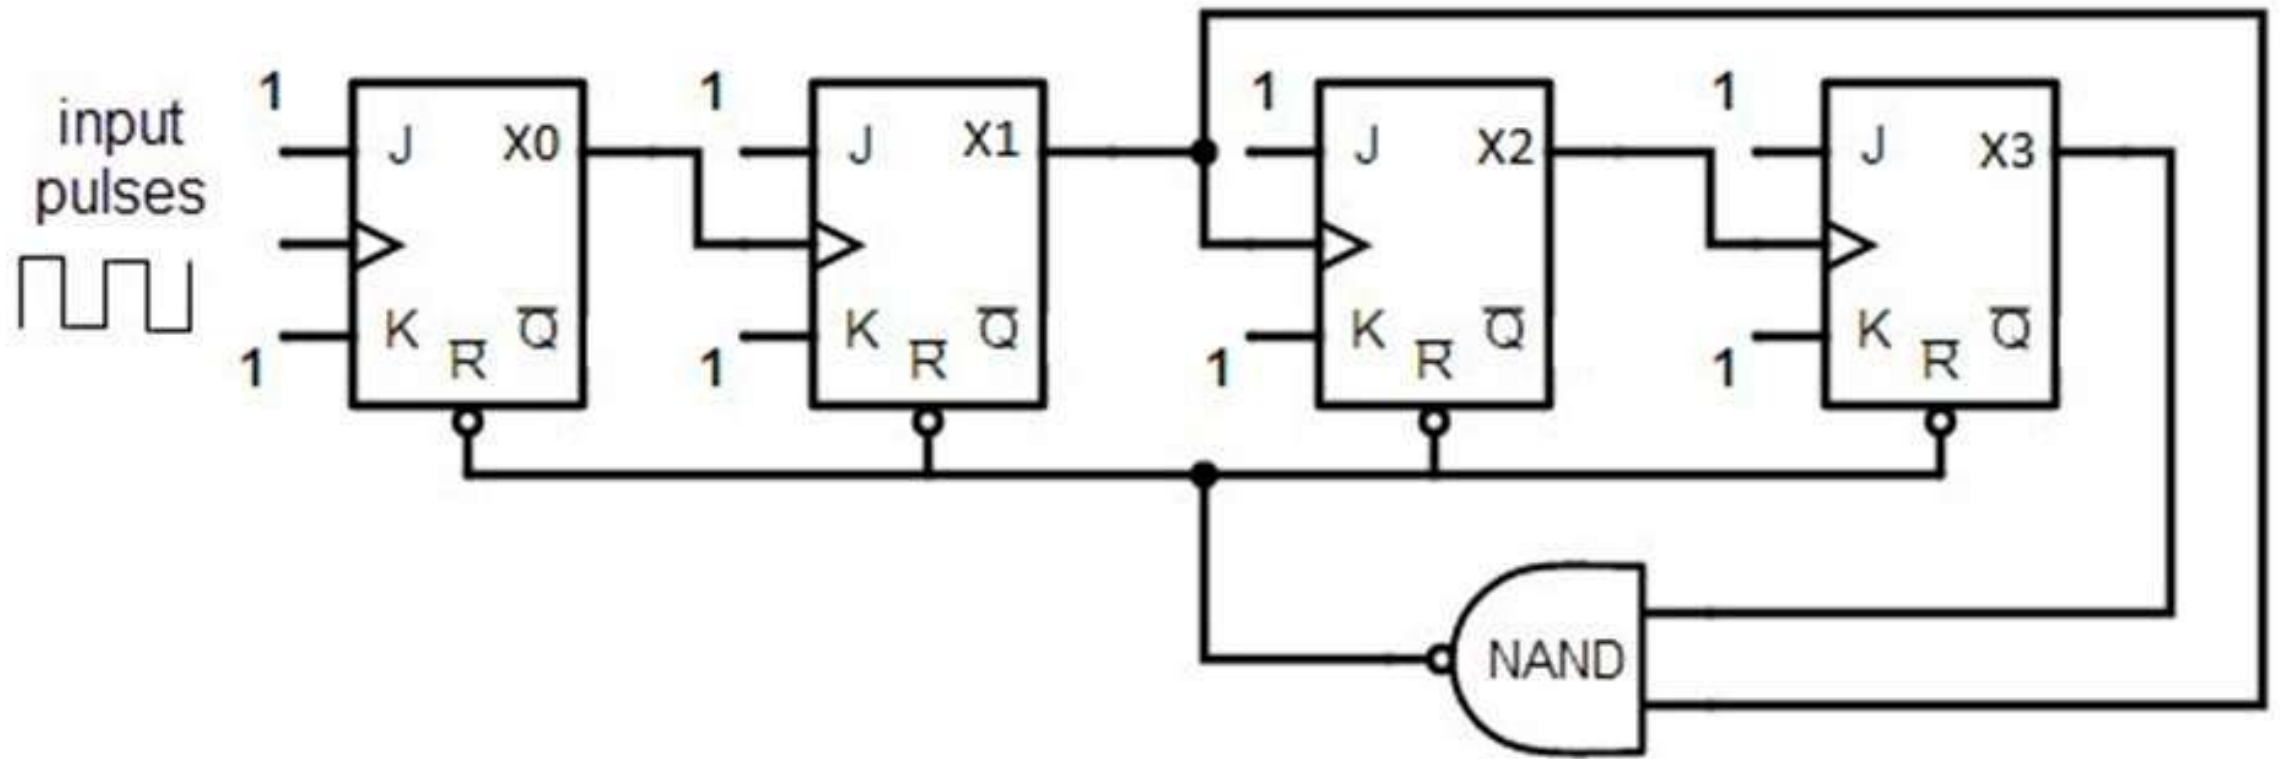 input
pulses
1
J
X0
K
R̅
Q̅
1
1
J
X1
K
R̅
Q̅
1
1
J
X2
K
R̅
Q̅
1
1
J
X3
K
R̅
Q̅
1
NAND